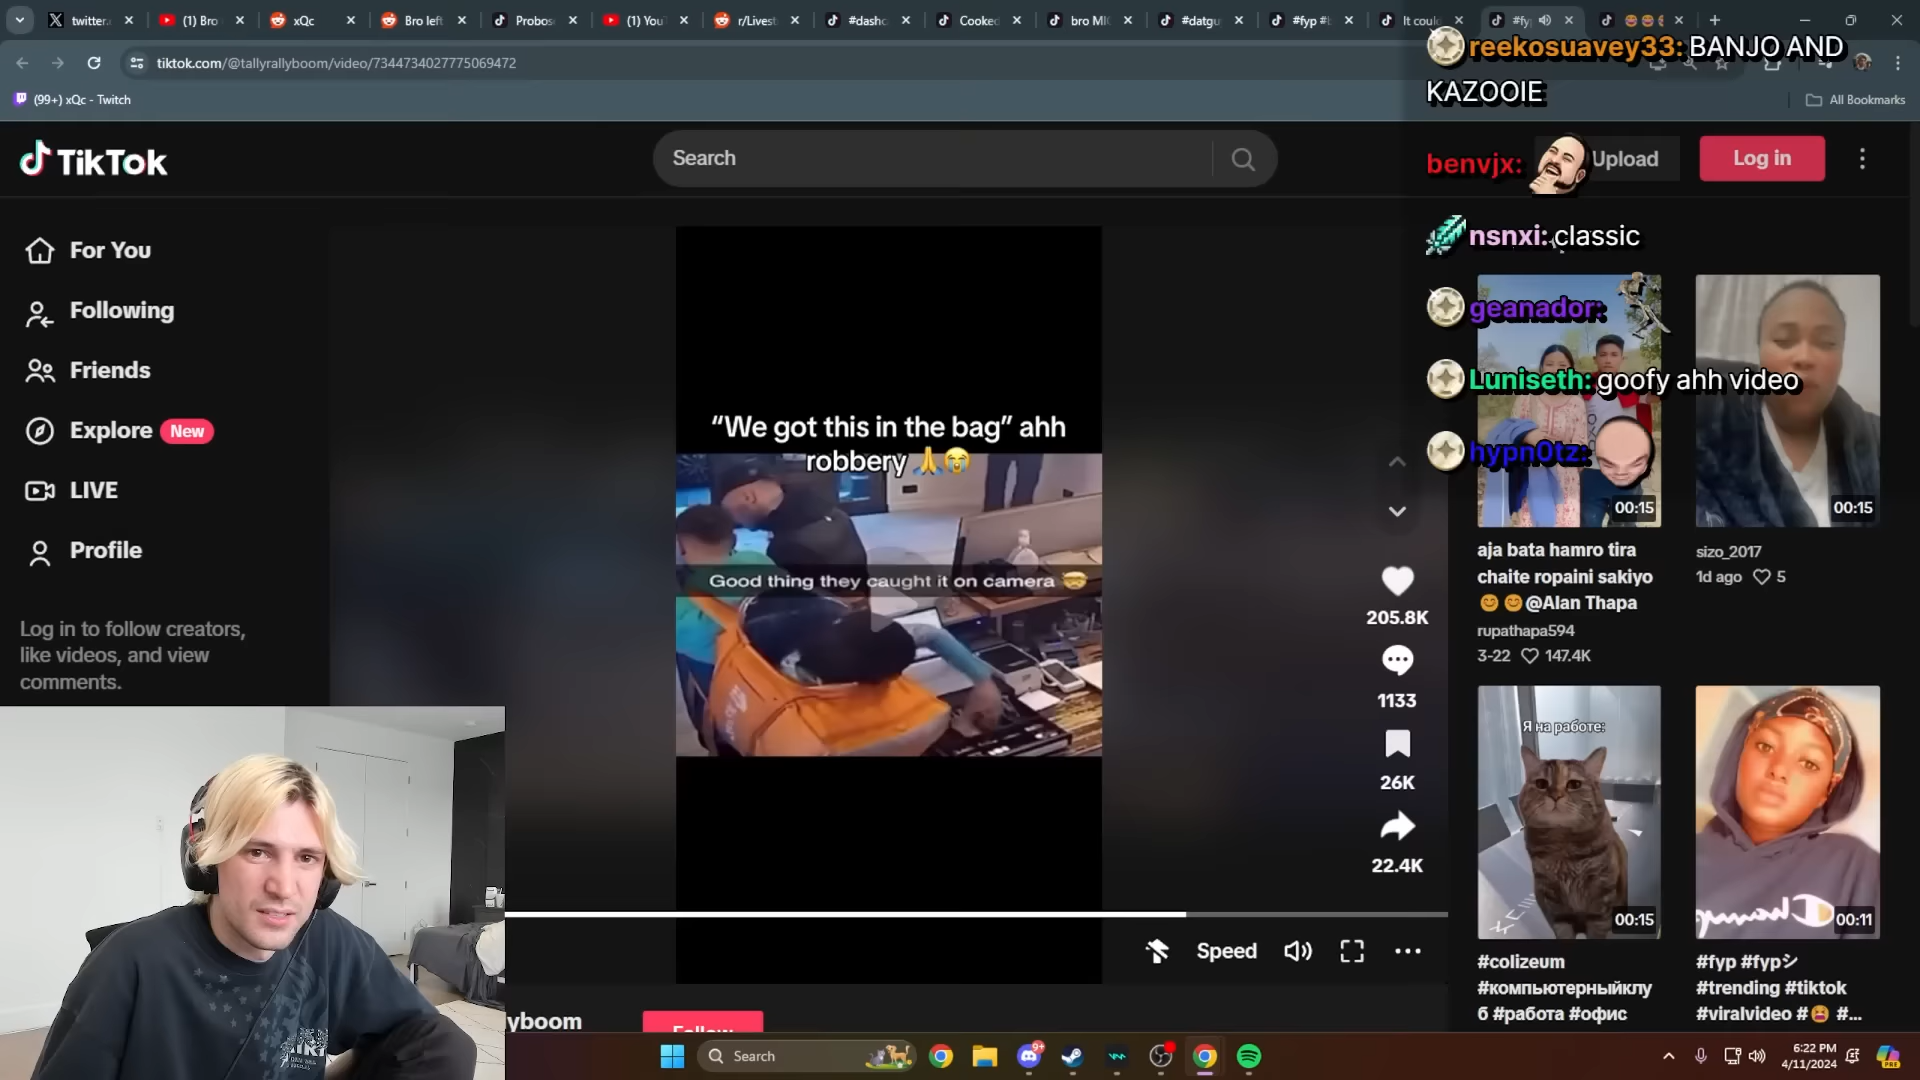 twitter.
(1) Bro
xQc
Bro left
Probos
(1) You
r/Livest
#dashc
Cooked
bro MI
#datgu
#fyp #
It coul
#fy
tiktok.com/@tallyrallyboom/video/7344734027775069472
(99+) xQc - Twitch
All Bookmarks
reekosuavey33: BANJO AND
KAZOOIE
benvjx:
nsnxi: classic
geanador:
Luniseth: goofy ahh video
hypn0tz:
TikTok
Search
Upload
Log in
For You
Following
Friends
Explore New
LIVE
Profile
Log in to follow creators,
like videos, and view
comments.
“We got this in the bag” ahh
robbery 🙏😭
Good thing they caught it on camera 🤯
205.8K
1133
26K
22.4K
Speed
yboom
Follow
00:15
aja bata hamro tira
chaite ropaini sakiyo
😊😊@Alan Thapa
rupathapa594
3-22 147.4K
00:15
sizo_2017
1d ago 5
Я на работе:
00:15
#colizeum
#компьютерныйклу
б #работа #офис
00:11
#fyp #fypシ
#trending #tiktok
#viralvideo #😫 #...
Search
9+
6:22 PM
4/11/2024
PRE